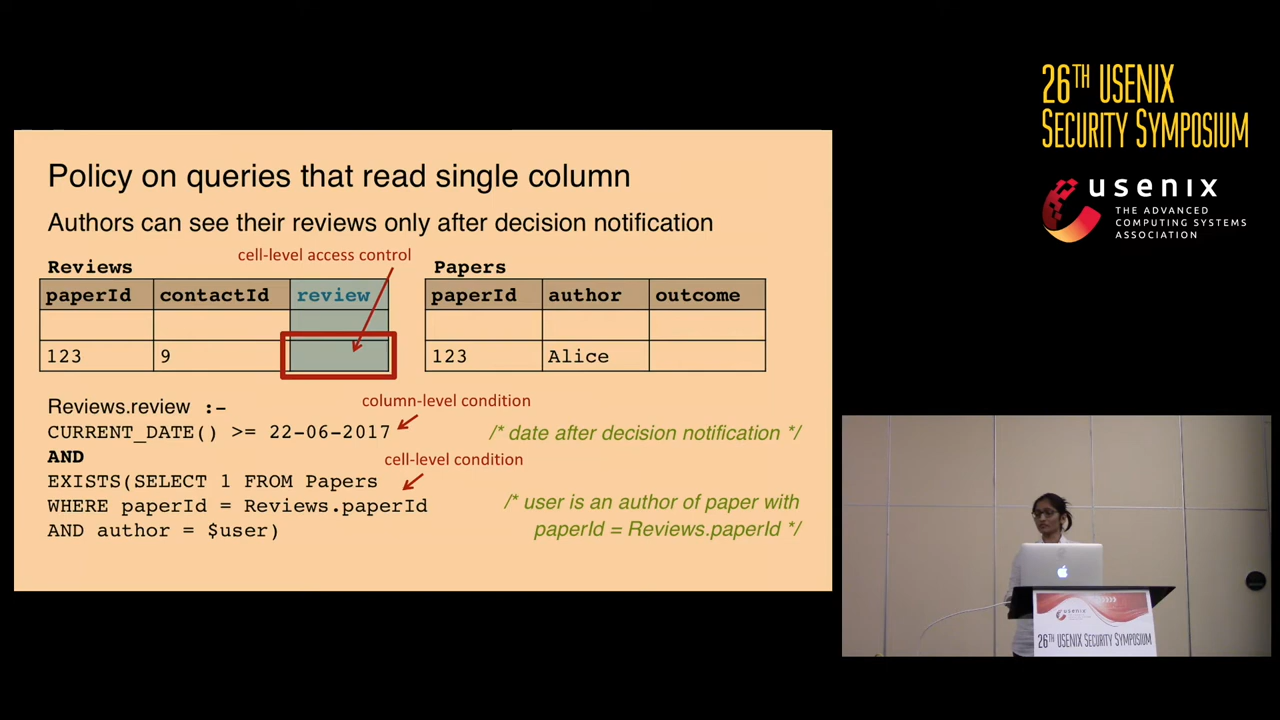 26TH USENIX
SECURITY SYMPOSIUM
usenix
THE ADVANCED
COMPUTING SYSTEMS
ASSOCIATION
Policy on queries that read single column
Authors can see their reviews only after decision notification
cell-level access control
Reviews
paperId contactId review
123 9
Papers
paperId author outcome
123 Alice
Reviews.review :-
column-level condition
CURRENT_DATE() >= 22-06-2017 /* date after decision notification */
AND
cell-level condition
EXISTS(SELECT 1 FROM Papers
WHERE paperId = Reviews.paperId
AND author = $user)
/* user is an author of paper with
paperId = Reviews.paperId */
usenix
26TH USENIX SECURITY SYMPOSIUM